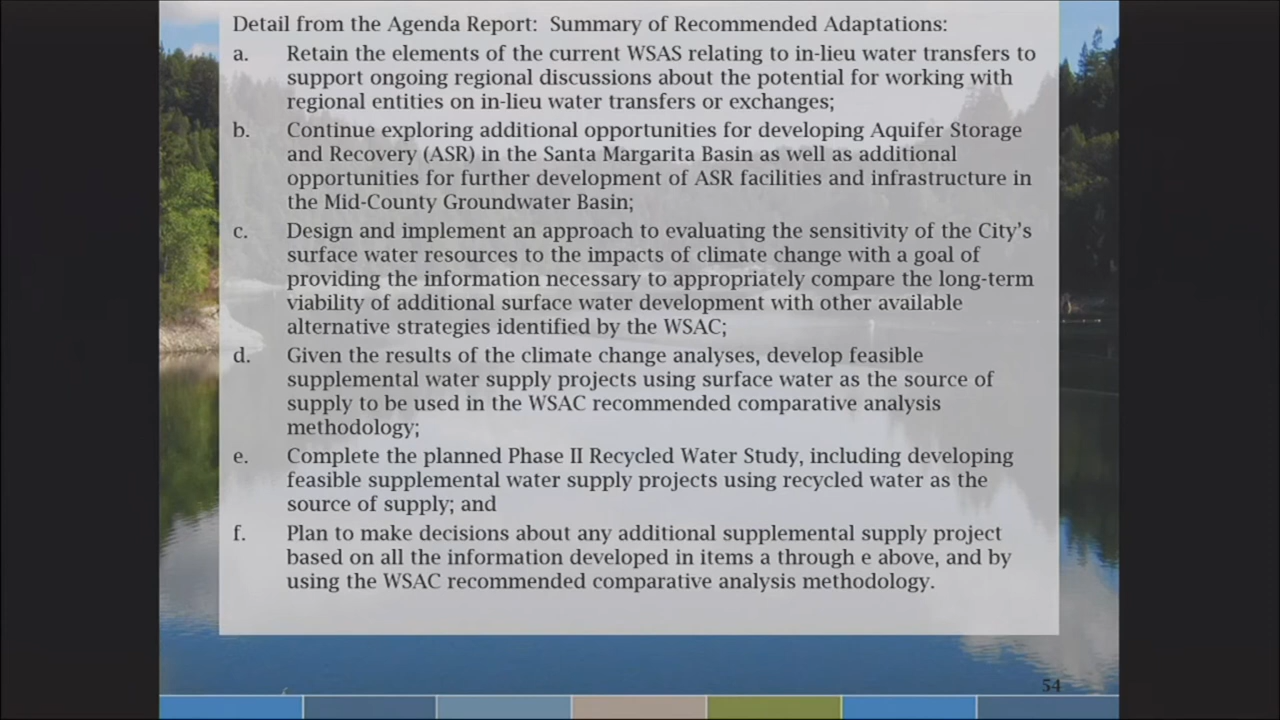 Detail from the Agenda Report: Summary of Recommended Adaptations:
a. Retain the elements of the current WSAS relating to in-lieu water transfers to
support ongoing regional discussions about the potential for working with
regional entities on in-lieu water transfers or exchanges;
b. Continue exploring additional opportunities for developing Aquifer Storage
and Recovery (ASR) in the Santa Margarita Basin as well as additional
opportunities for further development of ASR facilities and infrastructure in
the Mid-County Groundwater Basin;
c. Design and implement an approach to evaluating the sensitivity of the City's
surface water resources to the impacts of climate change with a goal of
providing the information necessary to appropriately compare the long-term
viability of additional surface water development with other available
alternative strategies identified by the WSAC;
d. Given the results of the climate change analyses, develop feasible
supplemental water supply projects using surface water as the source of
supply to be used in the WSAC recommended comparative analysis
methodology;
e. Complete the planned Phase II Recycled Water Study, including developing
feasible supplemental water supply projects using recycled water as the
source of supply; and
f. Plan to make decisions about any additional supplemental supply project
based on all the information developed in items a through e above, and by
using the WSAC recommended comparative analysis methodology.
54